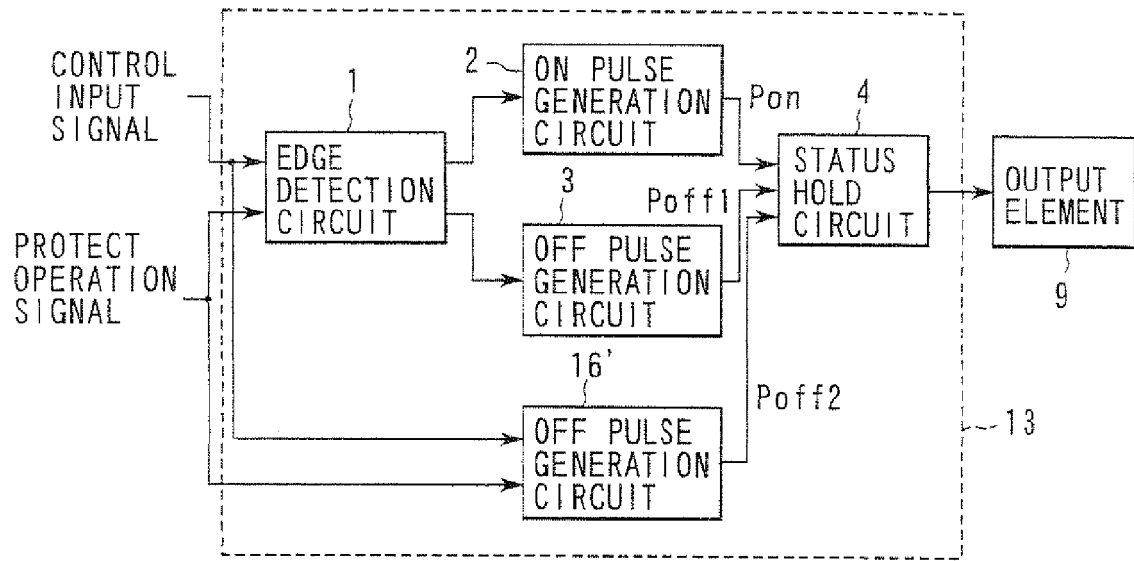 CONTROL
INPUT
SIGNAL
PROTECT
OPERATION
SIGNAL
1
EDGE
DETECTION
CIRCUIT
2
ON PULSE
GENERATION
CIRCUIT
3
OFF PULSE
GENERATION
CIRCUIT
16'
OFF PULSE
GENERATION
CIRCUIT
Pon
Poff1
Poff2
4
STATUS
HOLD
CIRCUIT
OUTPUT
ELEMENT
9
13